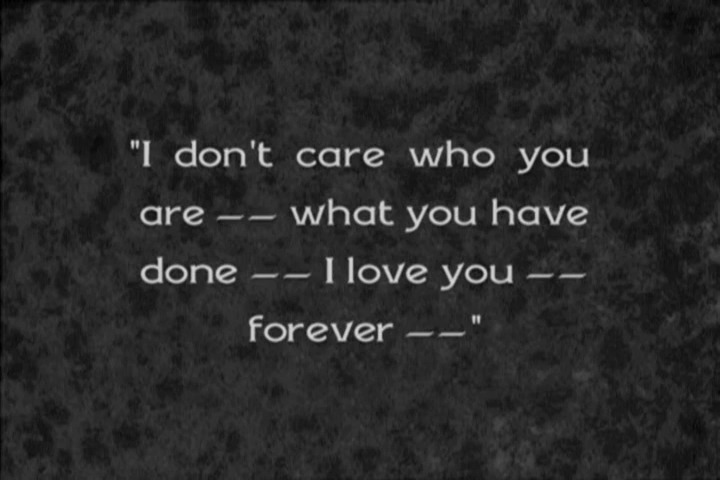 "I don't care who you
are –– what you have
done –– I love you ––
forever ––"